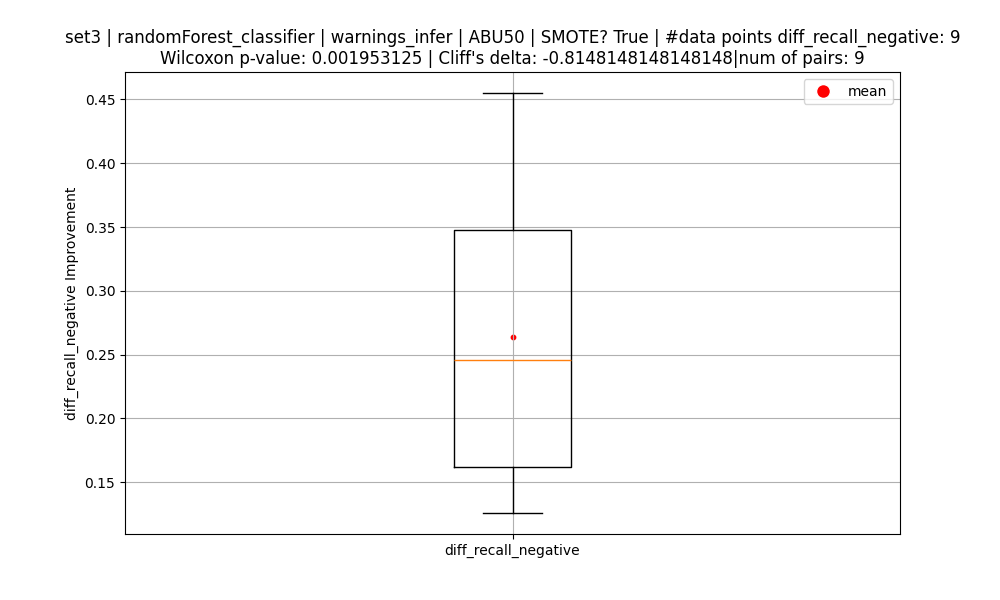 set3 | randomForest_classifier | warnings_infer | ABU50 | SMOTE? True | #data points diff_recall_negative: 9
Wilcoxon p-value: 0.001953125 | Cliff's delta: -0.8148148148148148|num of pairs: 9
mean
0.45
0.40
0.35
0.30
0.25
0.20
0.15
diff_recall_negative Improvement
diff_recall_negative